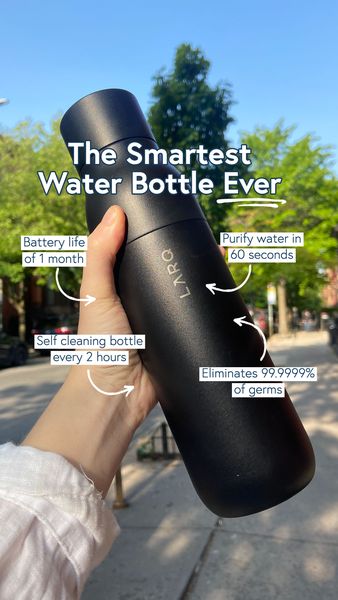 The Smartest
Water Bottle Ever
Battery life
of 1 month
Purify water in
60 seconds
LARQ
Self cleaning bottle
every 2 hours
Eliminates 99.9999%
of germs